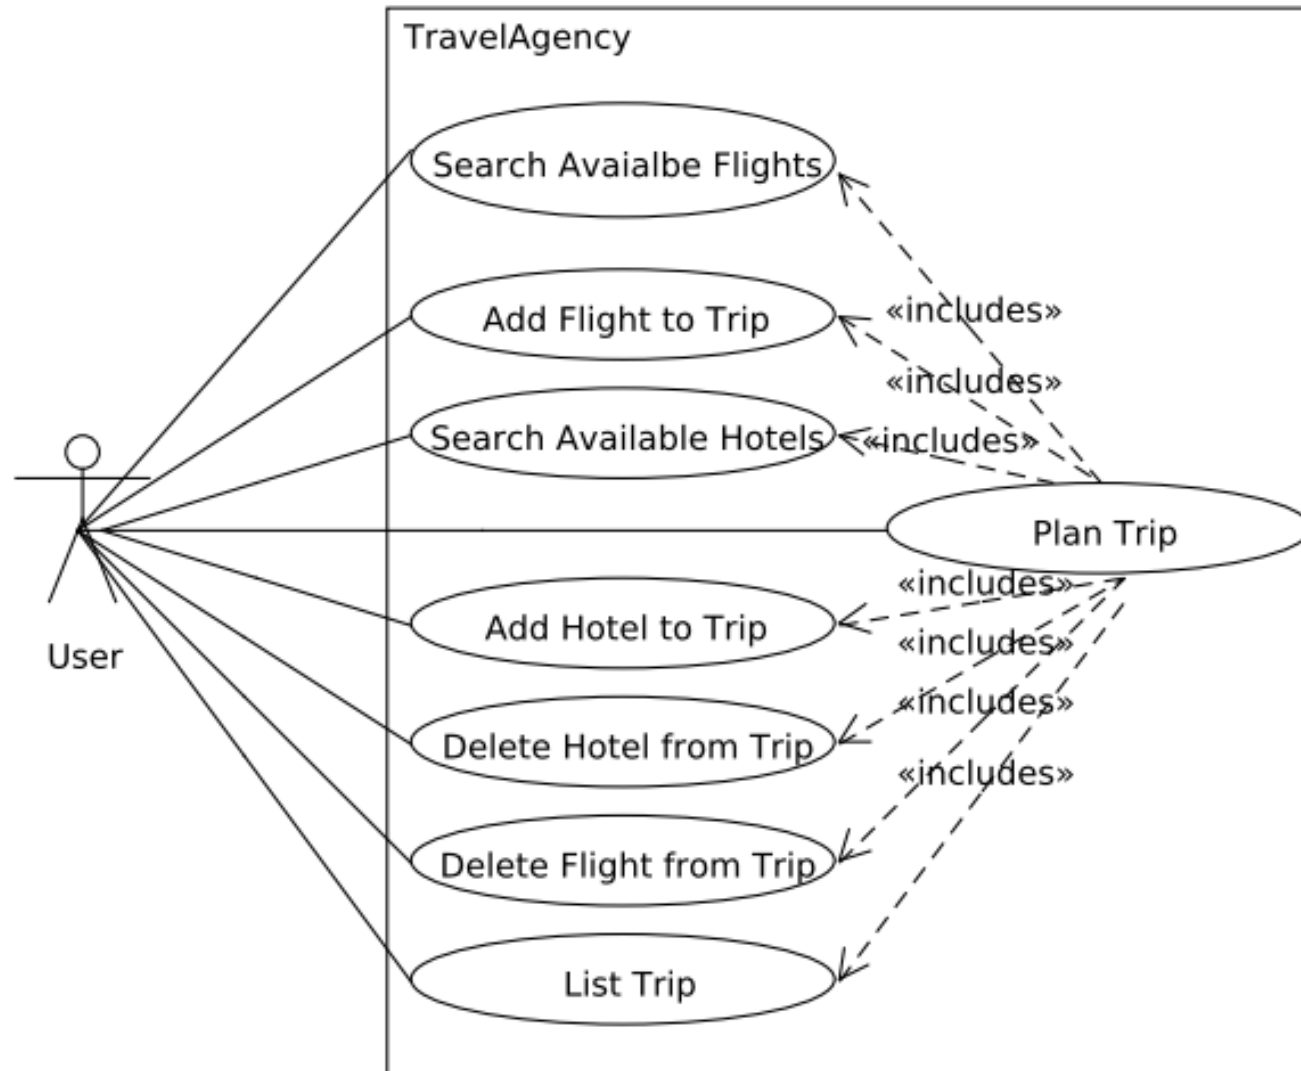 TravelAgency
Search Avaialbe Flights
«includes»
Add Flight to Trip
«includes»
Search Available Hotels
«includes»
Plan Trip
«includes»
Add Hotel to Trip
«includes»
User
«includes»
Delete Hotel from Trip
«includes»
Delete Flight from Trip
List Trip